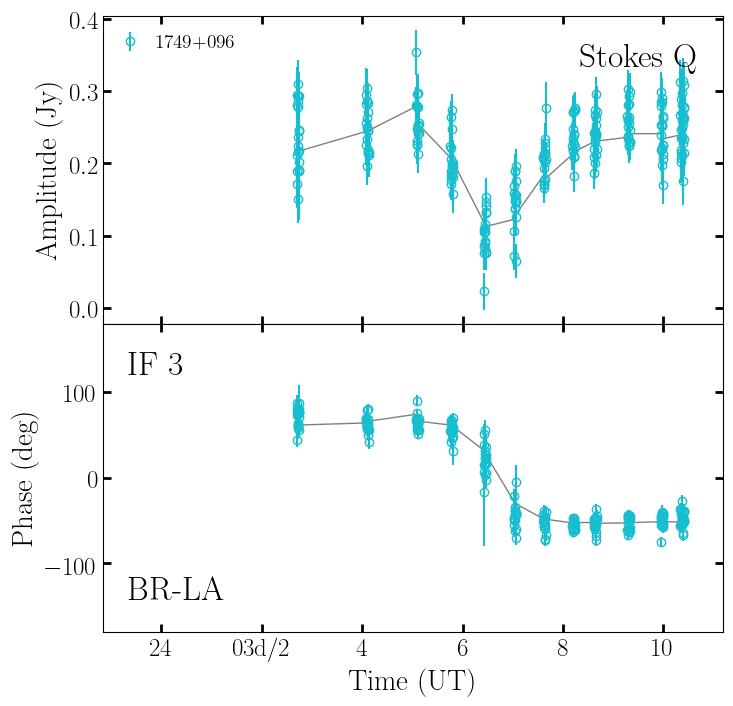 0.4
1749+096
Stokes Q
0.3
0.2
0.1
0.0
Amplitude (Jy)
IF 3
100
0
−100
Phase (deg)
BR-LA
24 03d/2 4 6 8 10
Time (UT)